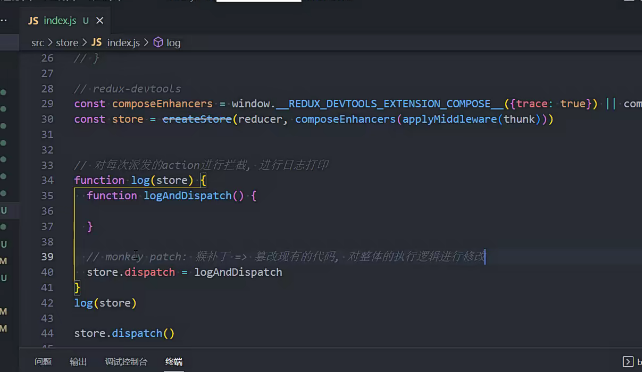 JS index.js U ×
src > store > JS index.js > log
26 // }
27
28 // redux-devtools
29 const composeEnhancers = window.__REDUX_DEVTOOLS_EXTENSION_COMPOSE__({trace: true}) || com
30 const store = createStore(reducer, composeEnhancers(applyMiddleware(thunk)))
31
32
33 // 对每次派发的action进行拦截, 进行日志打印
34 function log(store) {
35 function logAndDispatch() {
36
37 }
38
39 // monkey patch: 猴补丁 => 篡改现有的代码, 对整体的执行逻辑进行修改
40 store.dispatch = logAndDispatch
41 }
42 log(store)
43
44 store.dispatch()
问题 输出 调试控制台 终端
U
U
M
U
M
M